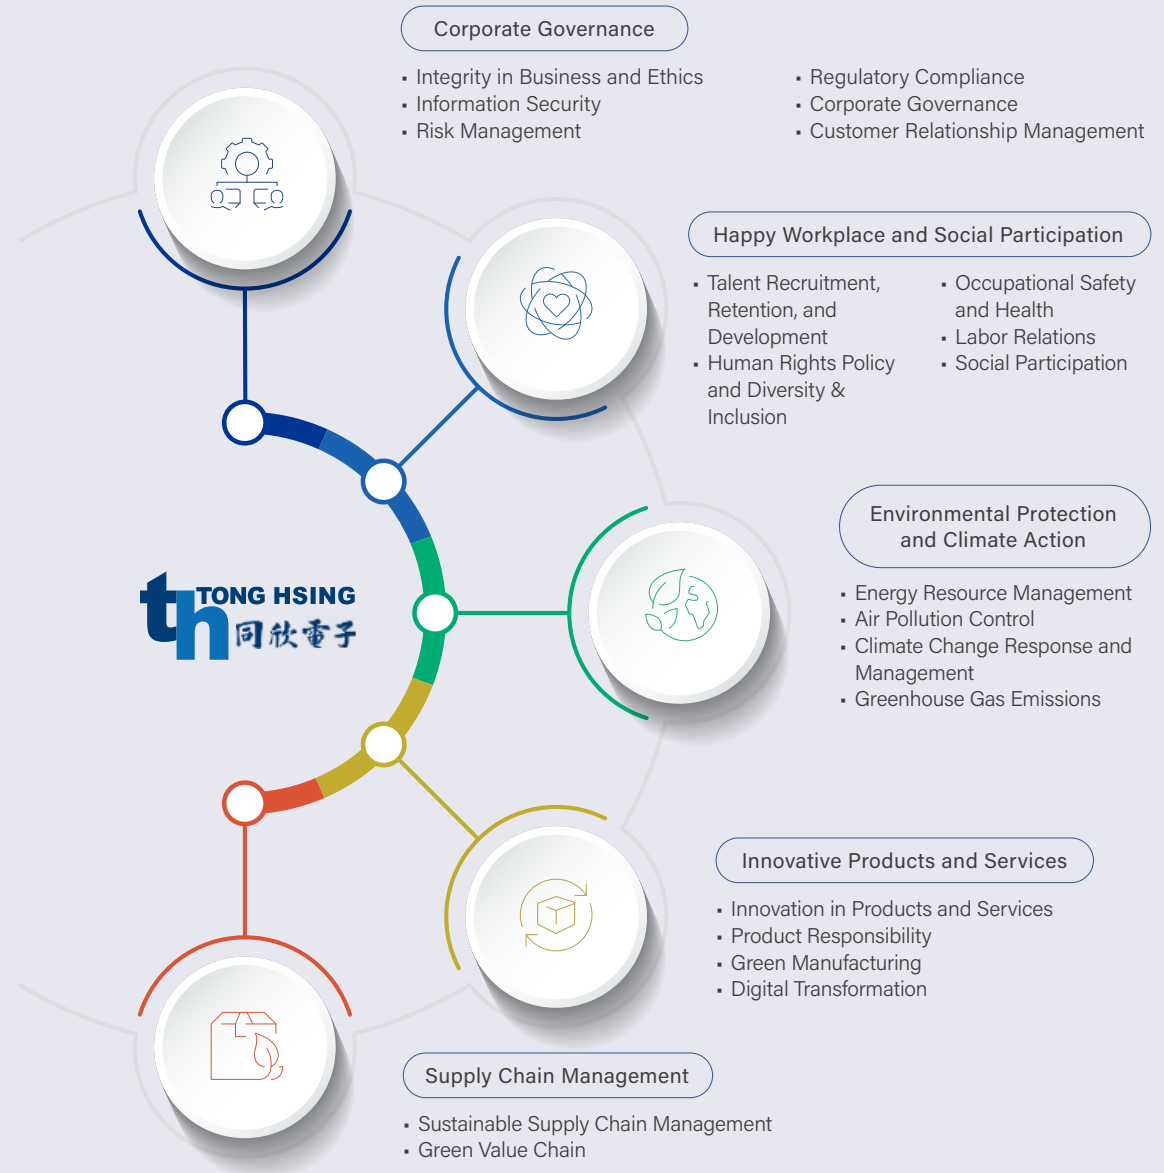 Corporate Governance
▪ Integrity in Business and Ethics
▪ Information Security
▪ Risk Management
▪ Regulatory Compliance
▪ Corporate Governance
▪ Customer Relationship Management
Happy Workplace and Social Participation
▪ Talent Recruitment,
Retention, and
Development
▪ Human Rights Policy
and Diversity &
Inclusion
▪ Occupational Safety
and Health
▪ Labor Relations
▪ Social Participation
Environmental Protection
and Climate Action
▪ Energy Resource Management
▪ Air Pollution Control
▪ Climate Change Response and
Management
▪ Greenhouse Gas Emissions
th TONG HSING
同欣電子
Innovative Products and Services
▪ Innovation in Products and Services
▪ Product Responsibility
▪ Green Manufacturing
▪ Digital Transformation
Supply Chain Management
▪ Sustainable Supply Chain Management
▪ Green Value Chain